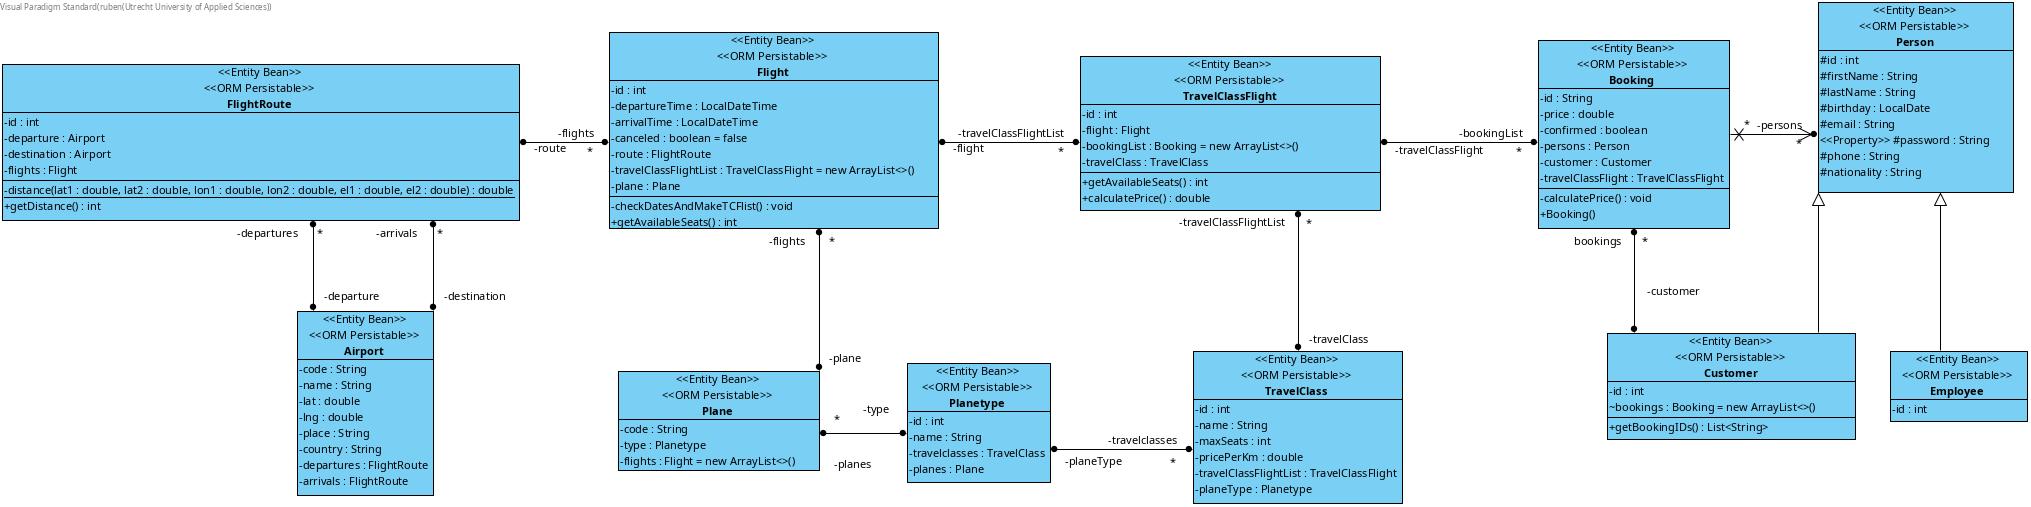 Visual Paradigm Standard(ruben(Utrecht University of Applied Sciences))
<<Entity Bean>>
<<ORM Persistable>>
FlightRoute
-id : int
-departure : Airport
-destination : Airport
-flights : Flight
-distance(lat1 : double, lat2 : double, lon1 : double, lon2 : double, el1 : double, el2 : double) : double
+getDistance() : int
-flights
-route
*
<<Entity Bean>>
<<ORM Persistable>>
Flight
-id : int
-departureTime : LocalDateTime
-arrivalTime : LocalDateTime
-canceled : boolean = false
-route : FlightRoute
-travelClassFlightList : TravelClassFlight = new ArrayList<>()
-plane : Plane
-checkDatesAndMakeTCFlist() : void
+getAvailableSeats() : int
-travelClassFlightList
-flight
*
<<Entity Bean>>
<<ORM Persistable>>
TravelClassFlight
-id : int
-flight : Flight
-bookingList : Booking = new ArrayList<>()
-travelClass : TravelClass
+getAvailableSeats() : int
+calculatePrice() : double
-bookingList
-travelClassFlight
*
<<Entity Bean>>
<<ORM Persistable>>
Booking
-id : String
-price : double
-confirmed : boolean
-persons : Person
-customer : Customer
-travelClassFlight : TravelClassFlight
-calculatePrice() : void
+Booking()
*
-persons
*
<<Entity Bean>>
<<ORM Persistable>>
Person
#id : int
#firstName : String
#lastName : String
#birthday : LocalDate
#email : String
<<Property>> #password : String
#phone : String
#nationality : String
-departures
*
-arrivals
*
-departure
-destination
<<Entity Bean>>
<<ORM Persistable>>
Airport
-code : String
-name : String
-lat : double
-lng : double
-place : String
-country : String
-departures : FlightRoute
-arrivals : FlightRoute
-flights
*
-plane
<<Entity Bean>>
<<ORM Persistable>>
Plane
-code : String
-type : Planetype
-flights : Flight = new ArrayList<>()
-type
*
-planes
<<Entity Bean>>
<<ORM Persistable>>
Planetype
-id : int
-name : String
-travelclasses : TravelClass
-planes : Plane
-travelclasses
-planeType
*
-travelClassFlightList
*
-travelClass
<<Entity Bean>>
<<ORM Persistable>>
TravelClass
-id : int
-name : String
-maxSeats : int
-pricePerKm : double
-travelClassFlightList : TravelClassFlight
-planeType : Planetype
bookings
*
-customer
<<Entity Bean>>
<<ORM Persistable>>
Customer
-id : int
~bookings : Booking = new ArrayList<>()
+getBookingIDs() : List<String>
<<Entity Bean>>
<<ORM Persistable>>
Employee
-id : int